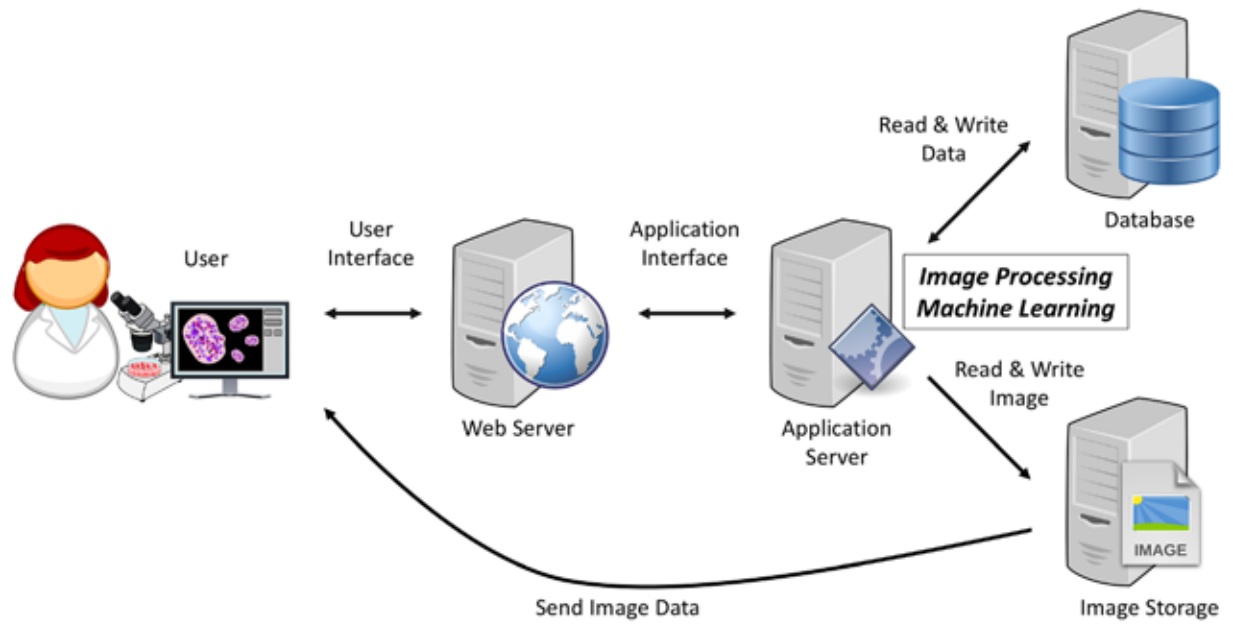 Read & Write
Data
Database
User
User
Interface
Application
Interface
Image Processing
Machine Learning
Web Server
Application
Server
Read & Write
Image
IMAGE
Send Image Data
Image Storage